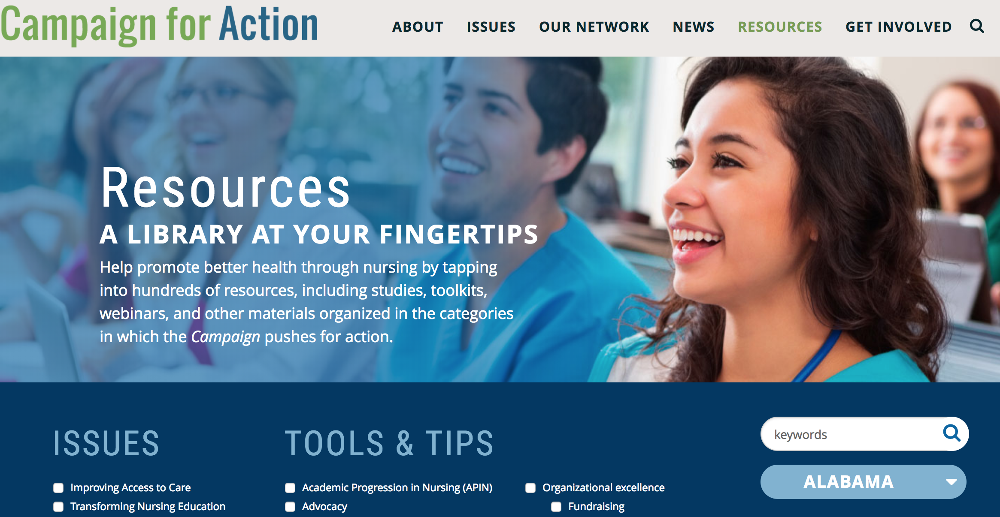 Campaign for Action
ABOUT ISSUES OUR NETWORK NEWS RESOURCES GET INVOLVED
Resources
A LIBRARY AT YOUR FINGERTIPS
Help promote better health through nursing by tapping
into hundreds of resources, including studies, toolkits,
webinars, and other materials organized in the categories
in which the Campaign pushes for action.
ISSUES
Improving Access to Care
Transforming Nursing Education
TOOLS & TIPS
Academic Progression in Nursing (APIN)
Advocacy
Organizational excellence
Fundraising
keywords
ALABAMA